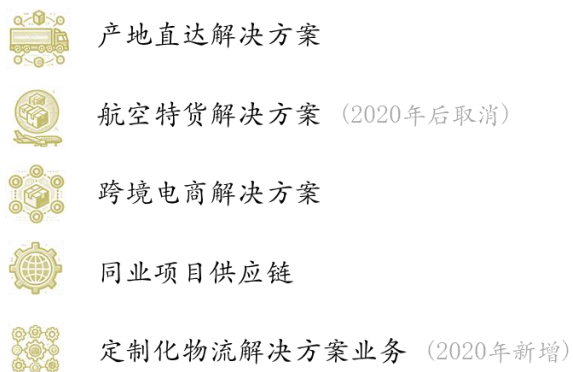 产地直达解决方案
航空特货解决方案（2020年后取消）
跨境电商解决方案
同业项目供应链
定制化物流解决方案业务（2020年新增）